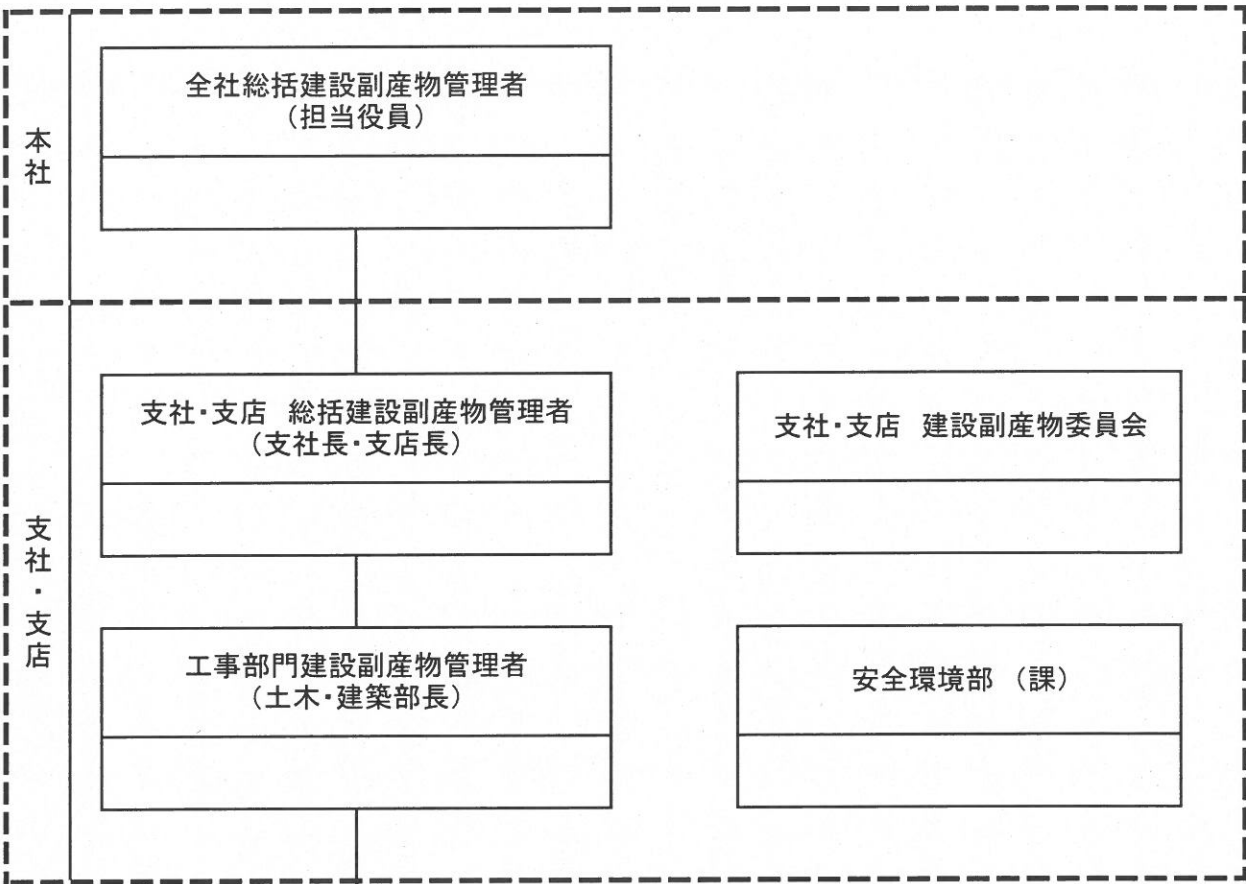 本社
全社総括建設副産物管理者
（担当役員）
支社・支店
支社・支店　総括建設副産物管理者
（支社長・支店長）
支社・支店　建設副産物委員会
工事部門建設副産物管理者
（土木・建築部長）
安全環境部（課）